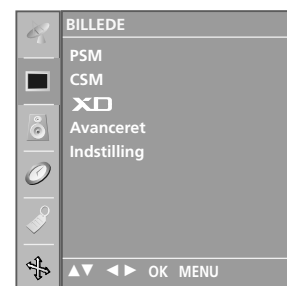 BILLEDE
PSM
CSM
XD
Avanceret
Indstilling
▲▼ ◄► OK MENU